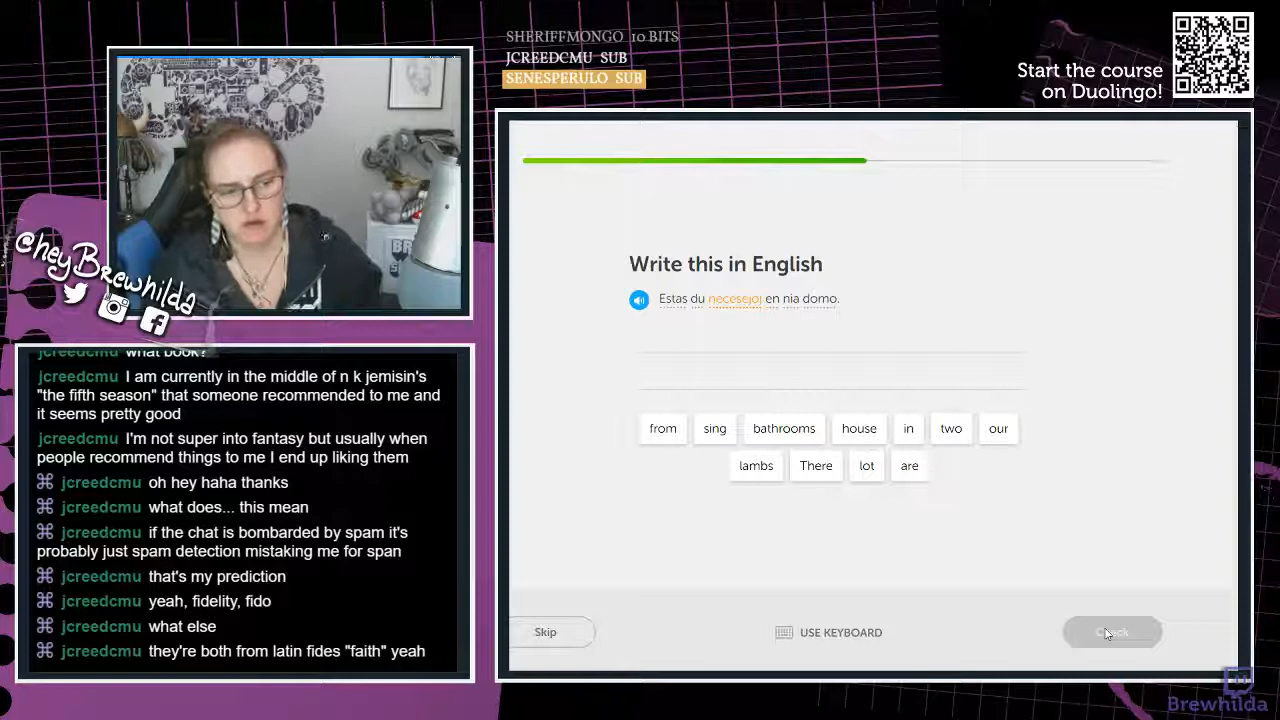 SHERIFFMONGO 10 BITS
JCREEDCMU SUB
SENESPERULO SUB
Start the course
on Duolingo!
@heyBrewhilda
Write this in English
Estas du necesejoj en nia domo.
from sing bathrooms house in two our
lambs There lot are
Skip
USE KEYBOARD
Check
jcreedcmu what book?
jcreedcmu I am currently in the middle of n k jemisin's
"the fifth season" that someone recommended to me and
it seems pretty good
jcreedcmu I'm not super into fantasy but usually when
people recommend things to me I end up liking them
jcreedcmu oh hey haha thanks
jcreedcmu what does... this mean
jcreedcmu if the chat is bombarded by spam it's
probably just spam detection mistaking me for span
jcreedcmu that's my prediction
jcreedcmu yeah, fidelity, fido
jcreedcmu what else
jcreedcmu they're both from latin fides "faith" yeah
Brewhilda